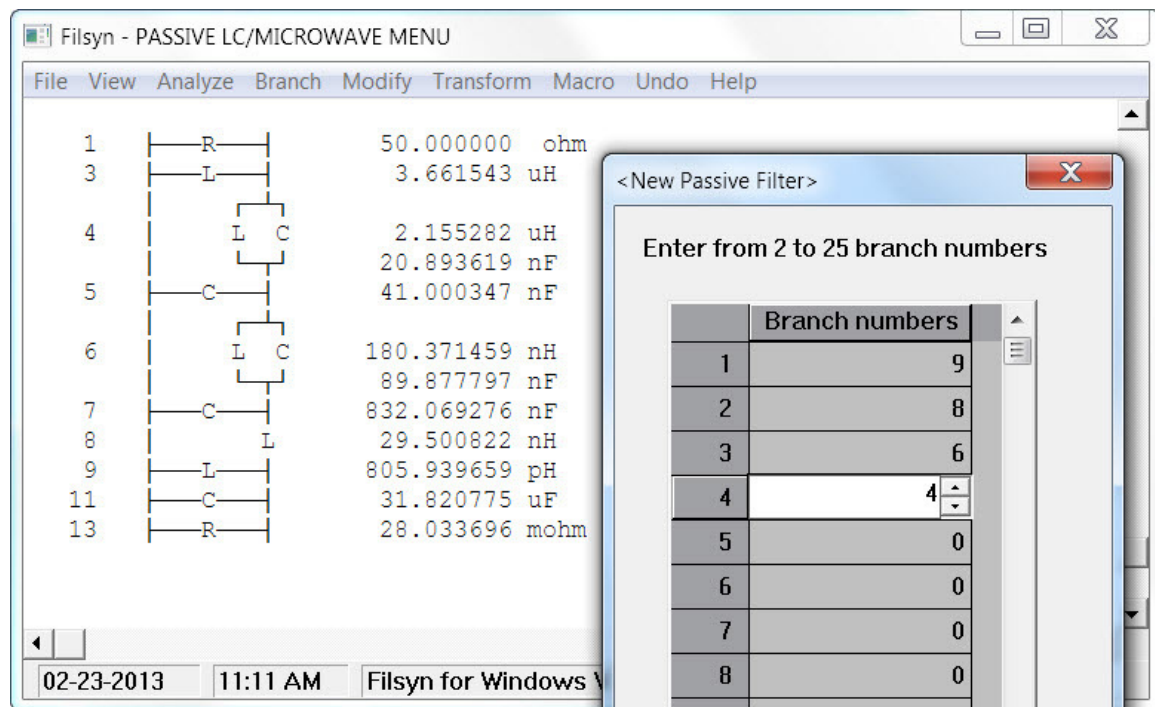 Filsyn - PASSIVE LC/MICROWAVE MENU
File View Analyze Branch Modify Transform Macro Undo Help
1 R 50.000000 ohm
3 L 3.661543 uH
4 L C 2.155282 uH
20.893619 nF
5 C 41.000347 nF
6 L C 180.371459 nH
89.877797 nF
7 C 832.069276 nF
8 L 29.500822 nH
9 L 805.939659 pH
11 C 31.820775 uF
13 R 28.033696 mohm
02-23-2013 11:11 AM Filsyn for Windows
<New Passive Filter>
Enter from 2 to 25 branch numbers
Branch numbers
1 9
2 8
3 6
4 4
5 0
6 0
7 0
8 0